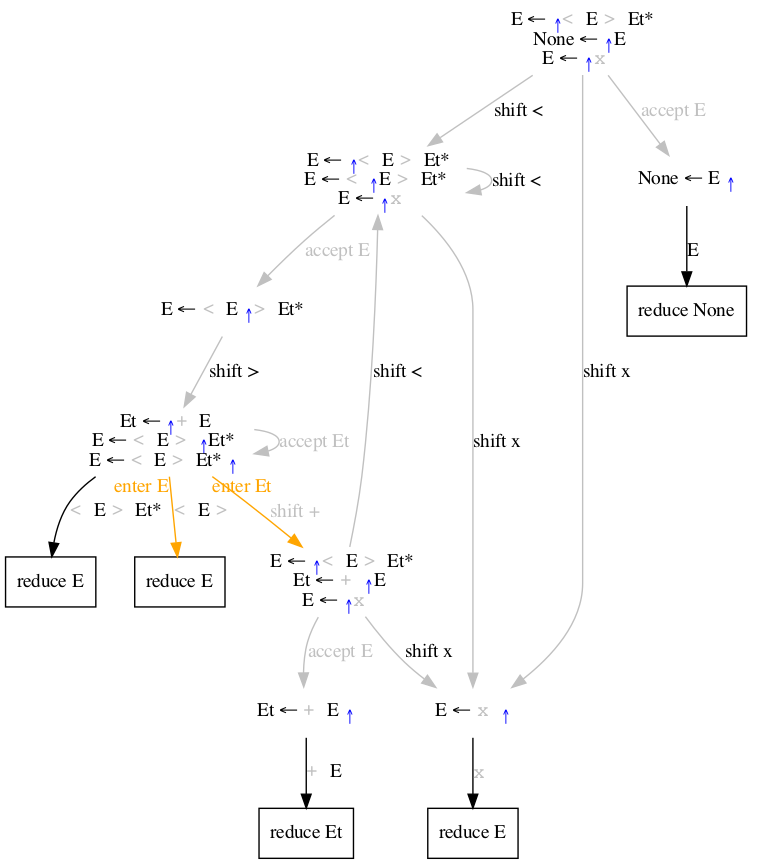 E ← ↑< E > Et*
None ← ↑E
E ← ↑x
shift <
accept E
E ← ↑< E > Et*
E ← < ↑E > Et*
E ← ↑x
shift <
None ← E ↑
accept E
E
E ← < E ↑> Et*
reduce None
shift >
shift <
shift x
Et ← ↑+ E
E ← < E > ↑Et*
E ← < E > Et* ↑
accept Et
shift x
enter E
enter Et
< E > Et*
< E >
shift +
reduce E
reduce E
E ← ↑< E > Et*
Et ← + ↑E
E ← ↑x
accept E
shift x
Et ← + E ↑
E ← x ↑
+ E
x
reduce Et
reduce E